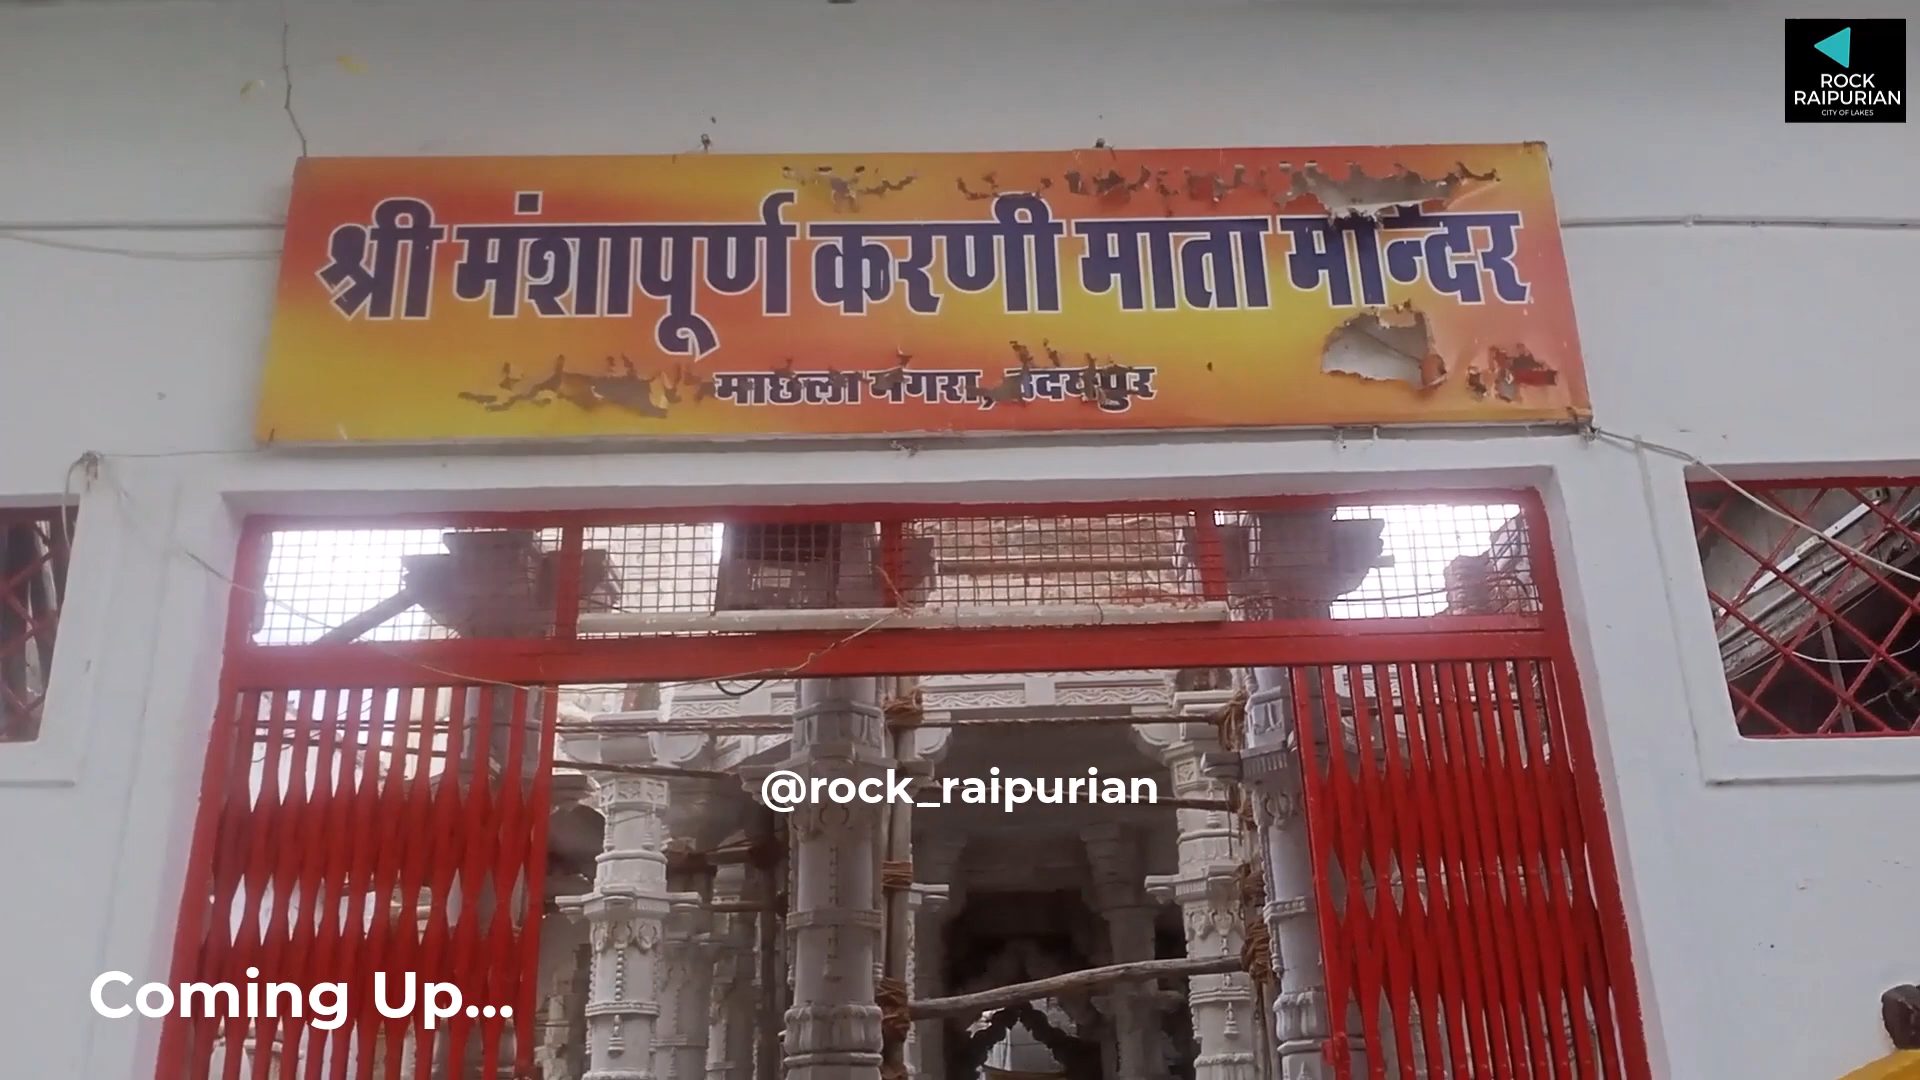 ROCK
RAIPURIAN
CITY OF LAKES
श्री मंशापूर्ण करणी माता मन्दिर
माछला मगरा, उदयपुर
@rock_raipurian
Coming Up...